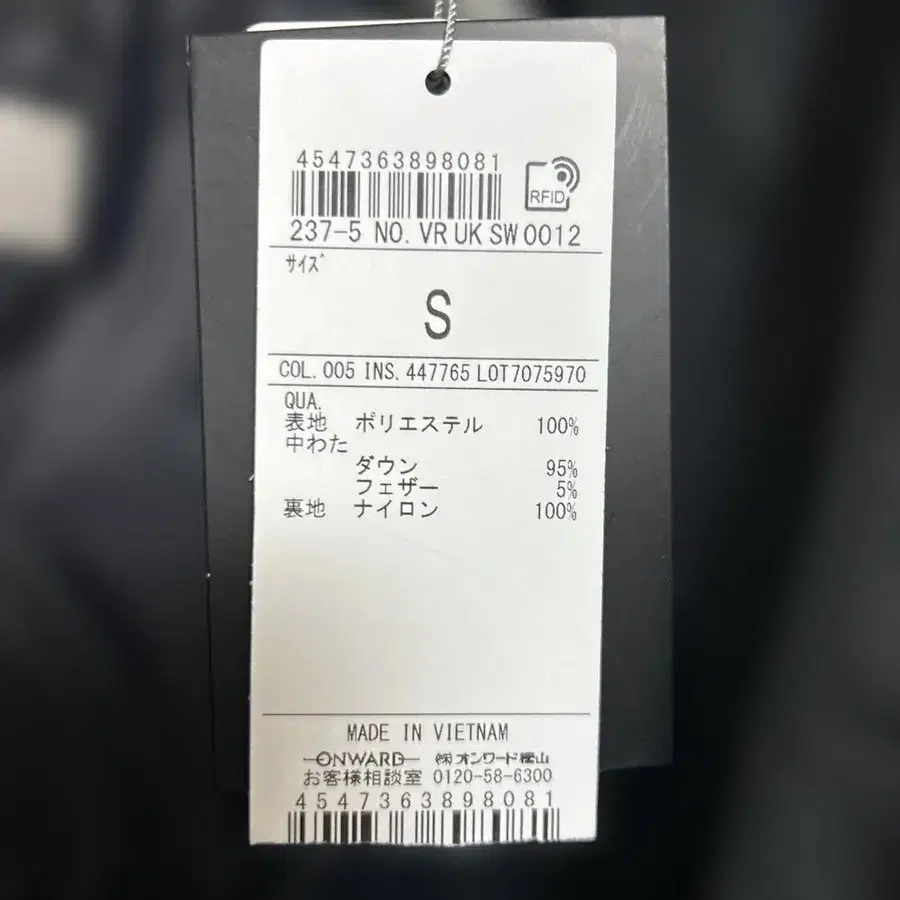 4547363898081
RFID
237-5 NO. VR UK SW 0012
サイズ
S
COL. 005 INS. 447765 LOT7075970
QUA.
表地 ポリエステル 100%
中わた
ダウン 95%
フェザー 5%
裏地 ナイロン 100%
MADE IN VIETNAM
ONWARD ㈱オンワード樫山
お客様相談室 0120-58-6300
4547363898081